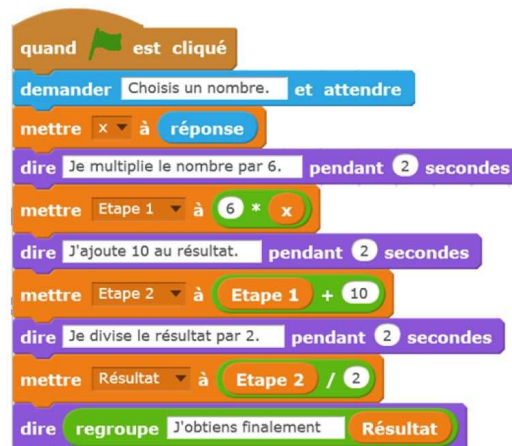 quand est cliqué
demander Choisis un nombre. et attendre
mettre x à réponse
dire Je multiplie le nombre par 6. pendant 2 secondes
mettre Etape 1 à 6 * x
dire J'ajoute 10 au résultat. pendant 2 secondes
mettre Etape 2 à Etape 1 + 10
dire Je divise le résultat par 2. pendant 2 secondes
mettre Résultat à Etape 2 / 2
dire regroupe J'obtiens finalement Résultat